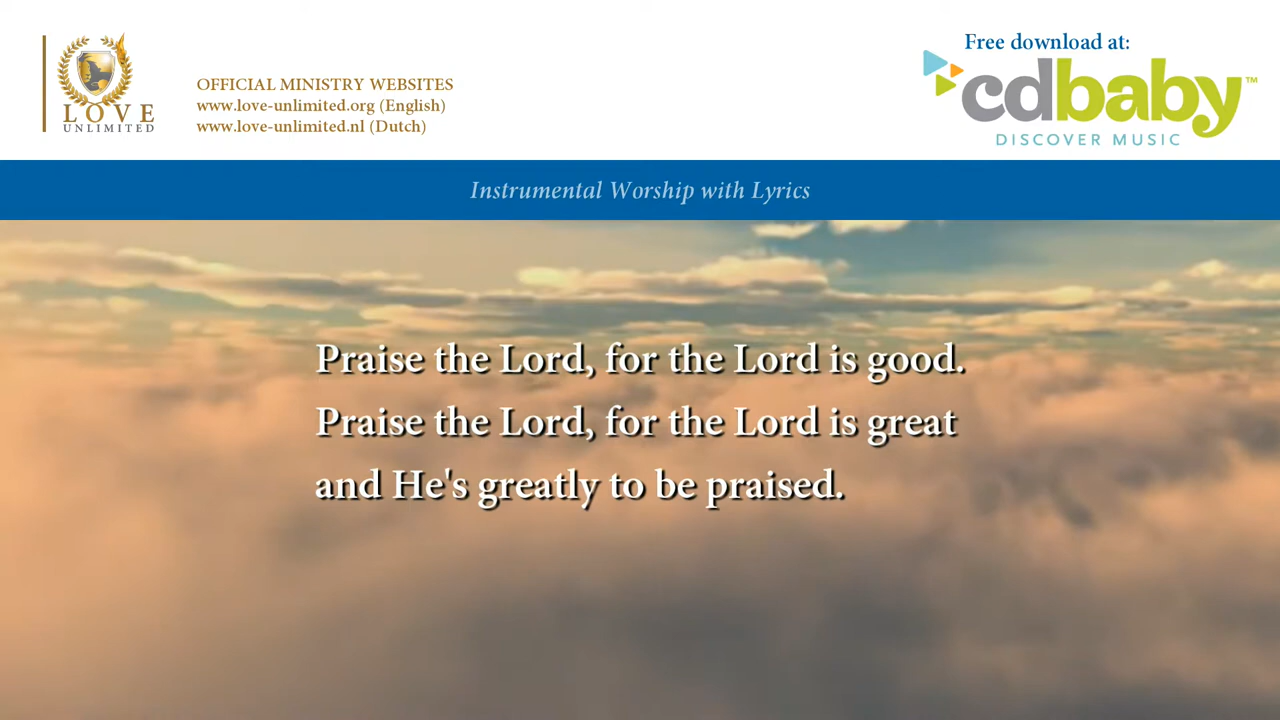 LOVE
UNLIMITED
OFFICIAL MINISTRY WEBSITES
www.love-unlimited.org (English)
www.love-unlimited.nl (Dutch)
Free download at:
cdbaby™
DISCOVER MUSIC
Instrumental Worship with Lyrics
Praise the Lord, for the Lord is good.
Praise the Lord, for the Lord is great
and He's greatly to be praised.